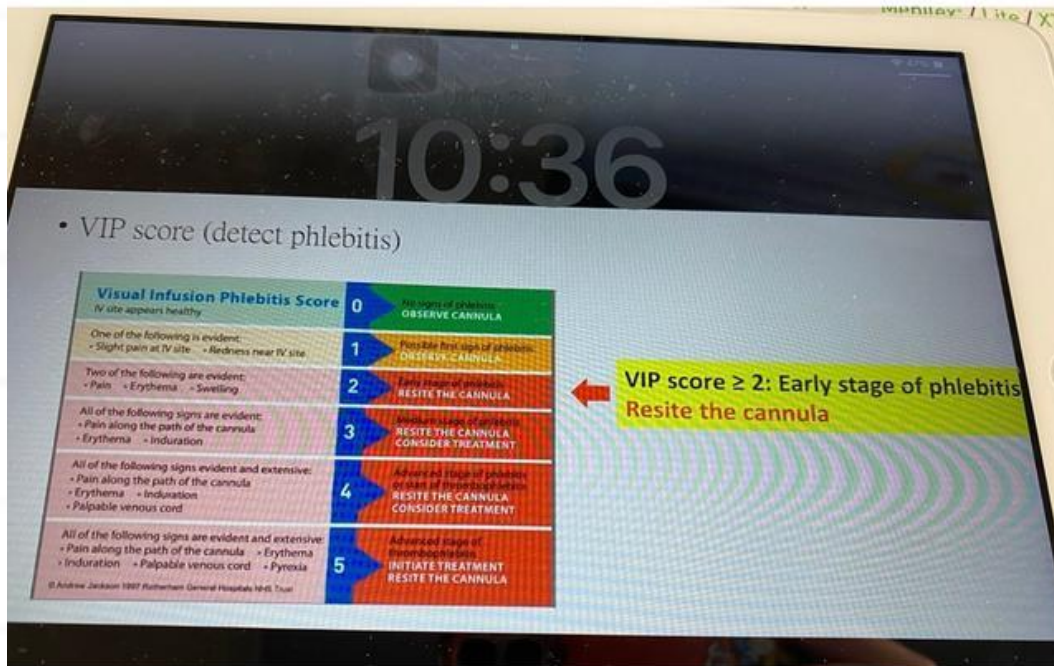 Lite / X
67%
10:36
• VIP score (detect phlebitis)
Visual Infusion Phlebitis Score
IV site appears healthy
0
No signs of phlebitis
OBSERVE CANNULA
One of the following is evident:
• Slight pain at IV site • Redness near IV site
1
Possible first sign of phlebitis
OBSERVE CANNULA
Two of the following are evident:
• Pain • Erythema • Swelling
2
Early stage of phlebitis
RESITE THE CANNULA
VIP score ≥ 2: Early stage of phlebitis
Resite the cannula
All of the following signs are evident:
• Pain along the path of the cannula
• Erythema • Induration
3
Medium stage of phlebitis
RESITE THE CANNULA
CONSIDER TREATMENT
All of the following signs evident and extensive:
• Pain along the path of the cannula
• Erythema • Induration
• Palpable venous cord
4
Advanced stage of phlebitis
or start of thrombophlebitis
RESITE THE CANNULA
CONSIDER TREATMENT
All of the following signs are evident and extensive:
• Pain along the path of the cannula • Erythema
• Induration • Palpable venous cord • Pyrexia
5
Advanced stage of
thrombophlebitis
INITIATE TREATMENT
RESITE THE CANNULA
© Andrew Jackson 1997 Rotherham General Hospitals NHS Trust